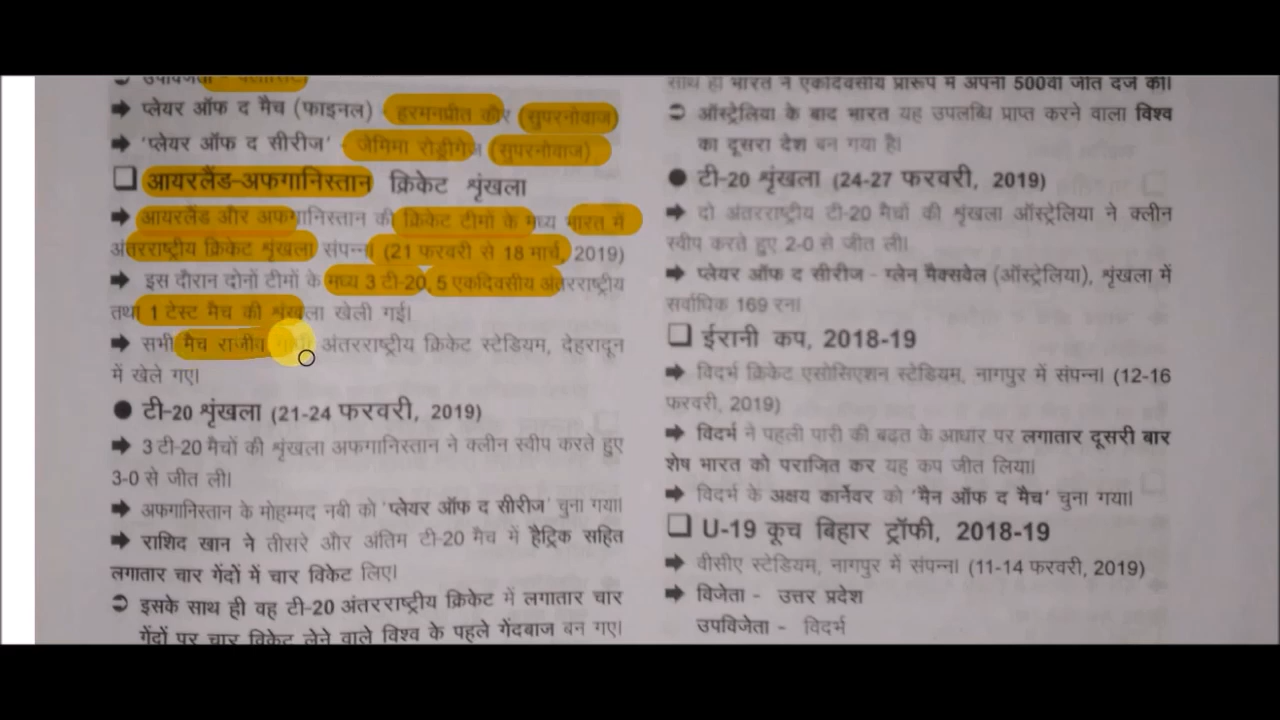 उपविजेता - वेलोसिटी
➡ प्लेयर ऑफ द मैच (फाइनल) - हरमनप्रीत कौर (सुपरनोवाज)
➡ 'प्लेयर ऑफ द सीरीज' - जेमिमा रोड्रीगेज (सुपरनोवाज)
❑ आयरलैंड-अफगानिस्तान क्रिकेट शृंखला
➡ आयरलैंड और अफगानिस्तान की क्रिकेट टीमों के मध्य भारत में
अंतरराष्ट्रीय क्रिकेट शृंखला संपन्न। (21 फरवरी से 18 मार्च, 2019)
➡ इस दौरान दोनों टीमों के मध्य 3 टी-20, 5 एकदिवसीय अंतरराष्ट्रीय
तथा 1 टेस्ट मैच की शृंखला खेली गई।
➡ सभी मैच राजीव गांधी अंतरराष्ट्रीय क्रिकेट स्टेडियम, देहरादून
में खेले गए।
● टी-20 शृंखला (21-24 फरवरी, 2019)
➡ 3 टी-20 मैचों की शृंखला अफगानिस्तान ने क्लीन स्वीप करते हुए
3-0 से जीत ली।
➡ अफगानिस्तान के मोहम्मद नबी को 'प्लेयर ऑफ द सीरीज' चुना गया।
➡ राशिद खान ने तीसरे और अंतिम टी-20 मैच में हैट्रिक सहित
लगातार चार गेंदों में चार विकेट लिए।
➲ इसके साथ ही वह टी-20 अंतरराष्ट्रीय क्रिकेट में लगातार चार
गेंदों पर चार विकेट लेने वाले विश्व के पहले गेंदबाज बन गए।
साथ ही भारत ने एकदिवसीय प्रारूप में अपना 500वां जीत दर्ज की।
➲ ऑस्ट्रेलिया के बाद भारत यह उपलब्धि प्राप्त करने वाला विश्व
का दूसरा देश बन गया है।
● टी-20 शृंखला (24-27 फरवरी, 2019)
➡ दो अंतरराष्ट्रीय टी-20 मैचों की शृंखला ऑस्ट्रेलिया ने क्लीन
स्वीप करते हुए 2-0 से जीत ली।
➡ प्लेयर ऑफ द सीरीज - ग्लेन मैक्सवेल (ऑस्ट्रेलिया), शृंखला में
सर्वाधिक 169 रन।
❑ ईरानी कप, 2018-19
➡ विदर्भ क्रिकेट एसोसिएशन स्टेडियम, नागपुर में संपन्न। (12-16
फरवरी, 2019)
➡ विदर्भ ने पहली पारी की बढ़त के आधार पर लगातार दूसरी बार
शेष भारत को पराजित कर यह कप जीत लिया।
➡ विदर्भ के अक्षय कार्नेवर को 'मैन ऑफ द मैच' चुना गया।
❑ U-19 कूच बिहार ट्रॉफी, 2018-19
➡ वीसीए स्टेडियम, नागपुर में संपन्न। (11-14 फरवरी, 2019)
➡ विजेता - उत्तर प्रदेश
उपविजेता - विदर्भ